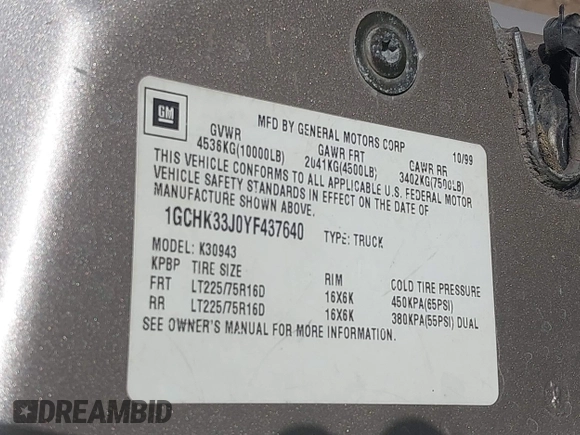 GM
MFD BY GENERAL MOTORS CORP 10/99
GVWR GAWR FRT GAWR RR
4536KG(10000LB) 2041KG(4500LB) 3402KG(7500LB)
THIS VEHICLE CONFORMS TO ALL APPLICABLE U.S. FEDERAL MOTOR
VEHICLE SAFETY STANDARDS IN EFFECT ON THE DATE OF
MANUFACTURE SHOWN ABOVE.
1GCHK33J0YF437640 TYPE: TRUCK
MODEL: K30943
KPBP TIRE SIZE RIM COLD TIRE PRESSURE
FRT LT225/75R16D 16X6K 450KPA(65PSI)
RR LT225/75R16D 16X6K 380KPA(55PSI) DUAL
SEE OWNER'S MANUAL FOR MORE INFORMATION.
DREAMBID